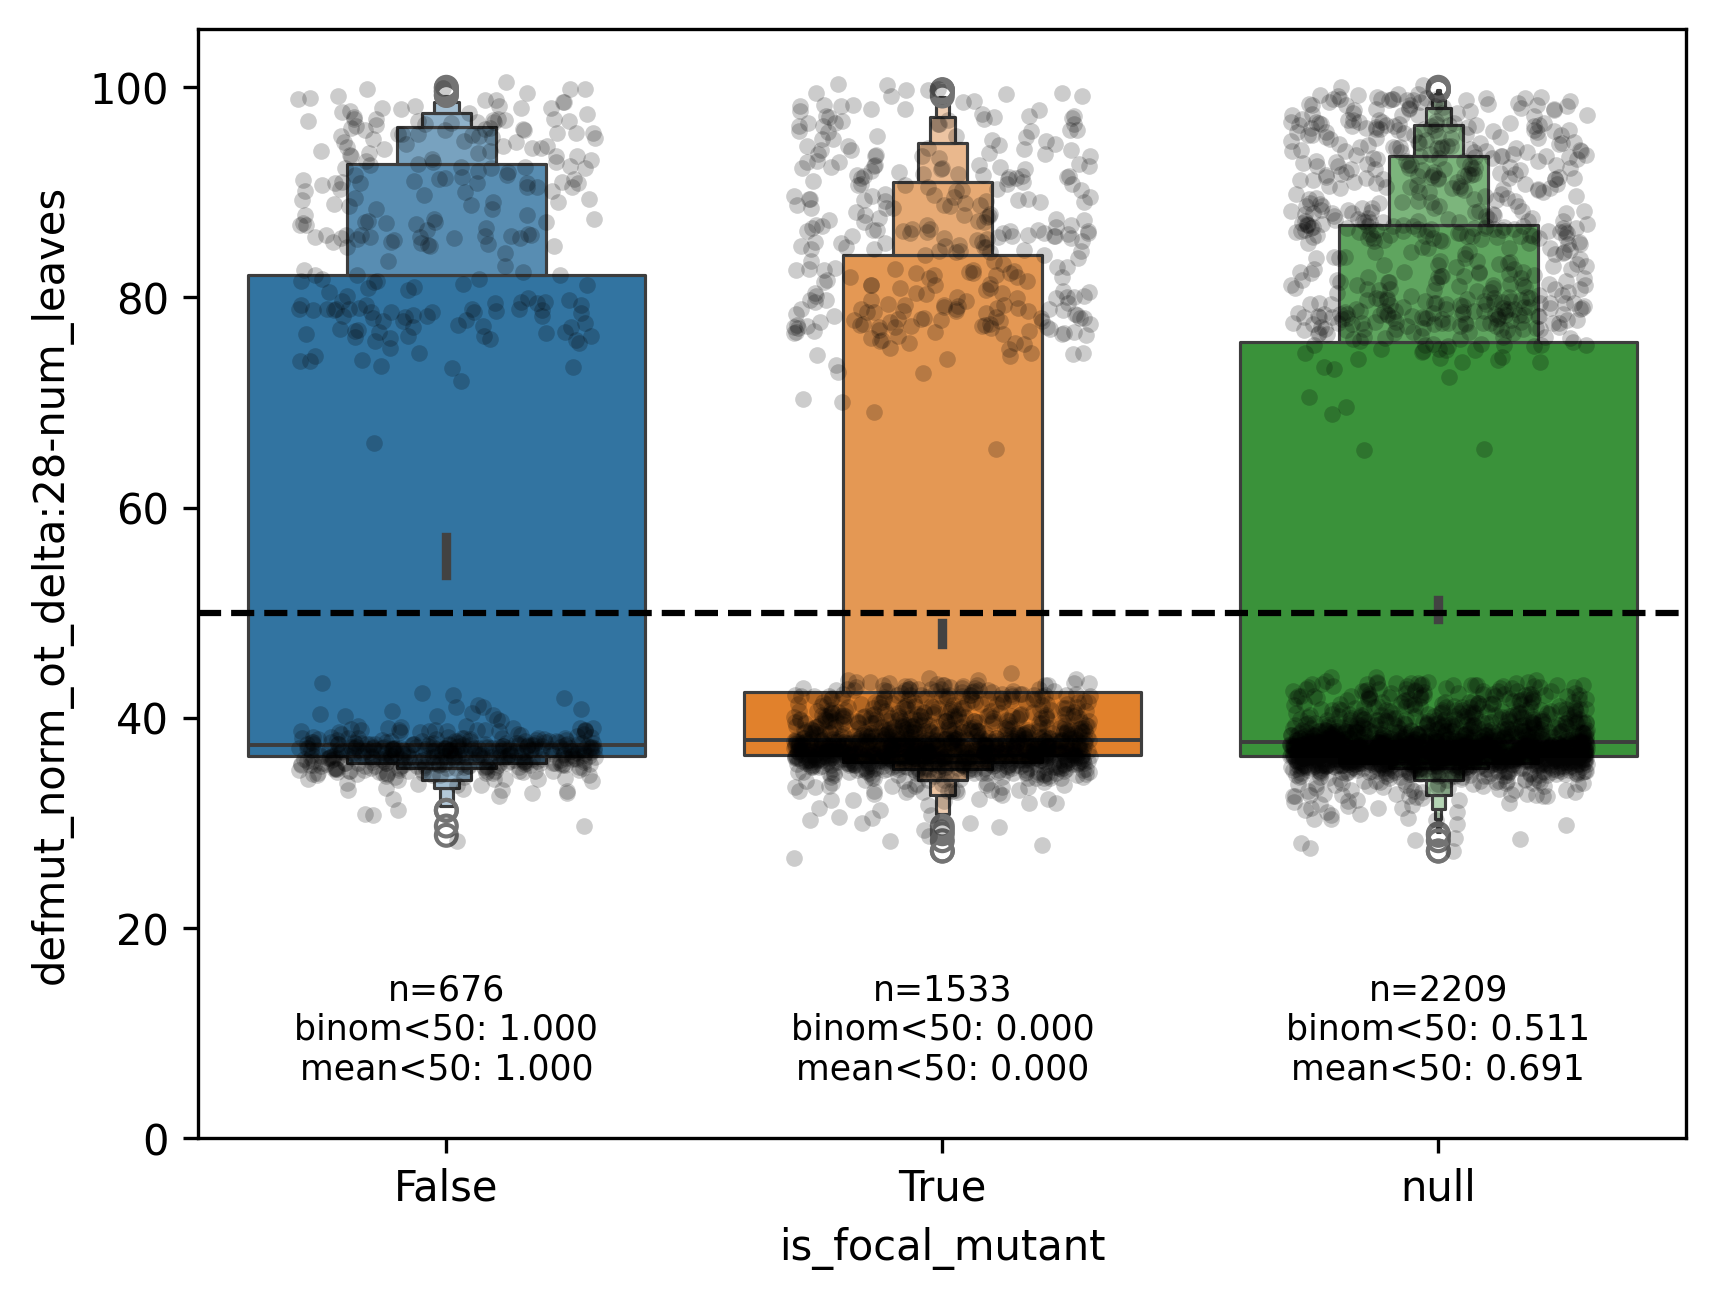 defmut_norm_ot_delta:28-num_leaves
100
80
60
40
20
0
n=676
binom<50: 1.000
mean<50: 1.000
n=1533
binom<50: 0.000
mean<50: 0.000
n=2209
binom<50: 0.511
mean<50: 0.691
False
True
null
is_focal_mutant